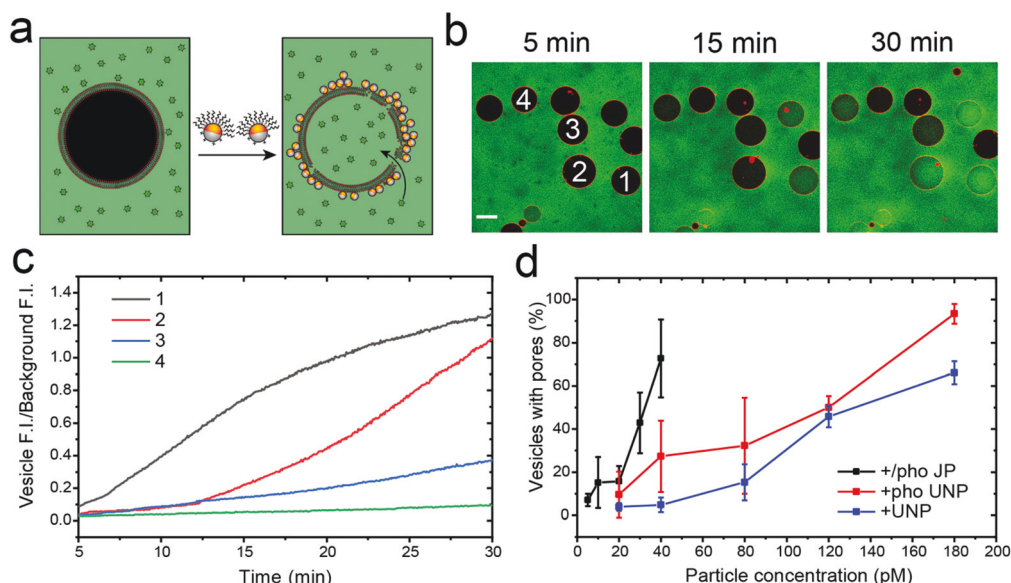 a
b
5 min
15 min
30 min
4
3
2
1
c
Vesicle F.I./Background F.I.
1.4
1.2
1.0
0.8
0.6
0.4
0.2
0.0
1
2
3
4
5
10
15
20
25
30
Time (min)
d
Vesicles with pores (%)
100
80
60
40
20
0
+/pho JP
+pho UNP
+UNP
0
20
40
60
80
100
120
140
160
180
200
Particle concentration (pM)